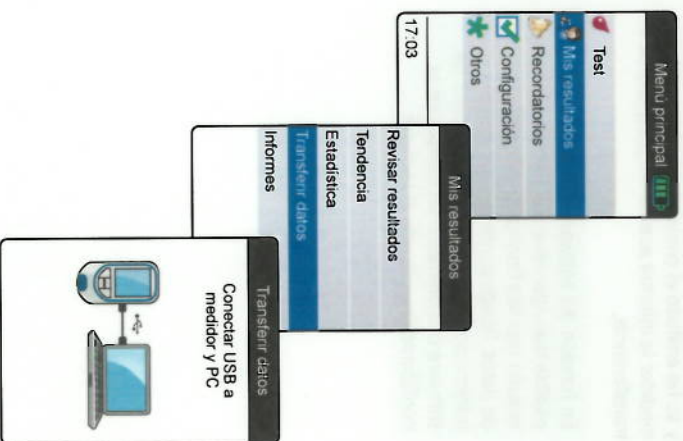 Menú principal
Test
Mis resultados
Recordatorios
Configuración
Otros
17:03
Mis resultados
Revisar resultados
Tendencia
Estadística
Transferir datos
Informes
Transferir datos
Conectar USB a
medidor y PC